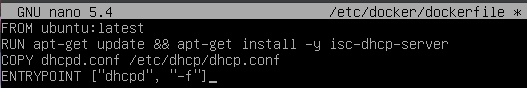 GNU nano 5.4 /etc/docker/dockerfile *
FROM ubuntu:latest
RUN apt-get update && apt-get install -y isc-dhcp-server
COPY dhcpd.conf /etc/dhcp/dhcp.conf
ENTRYPOINT ["dhcpd", "-f"]